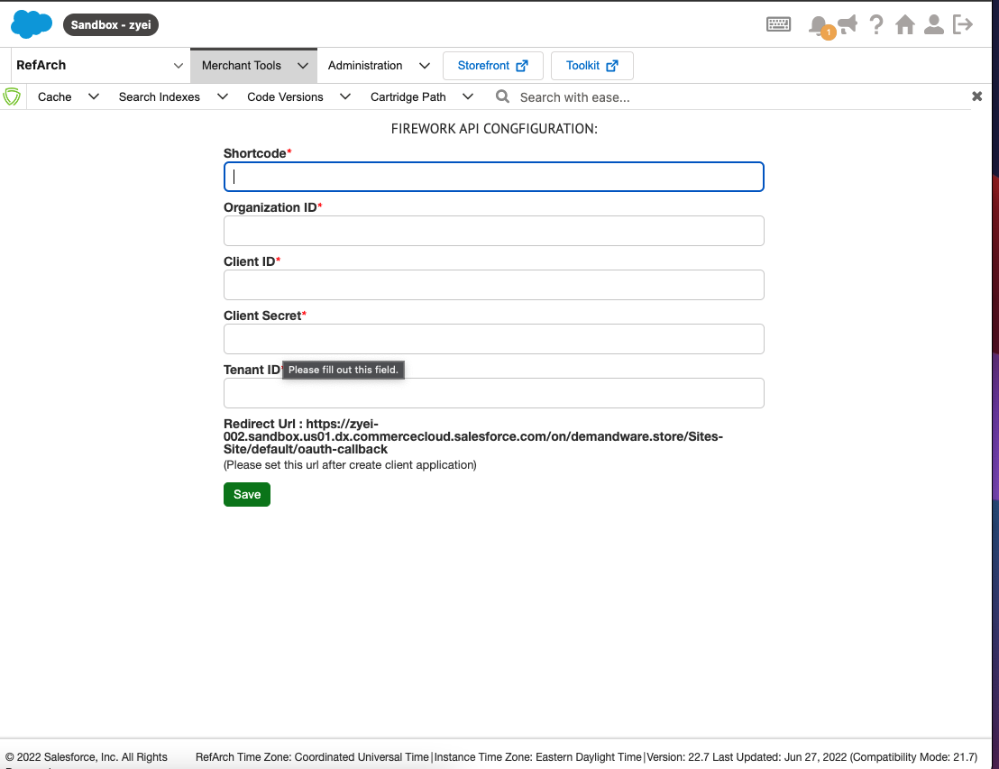 Sandbox - zyei
1
RefArch Merchant Tools Administration Storefront Toolkit
Cache Search Indexes Code Versions Cartridge Path Search with ease...
FIREWORK API CONGFIGURATION:
Shortcode*
Organization ID*
Client ID*
Client Secret*
Tenant ID* Please fill out this field.
Redirect Url : https://zyei-
002.sandbox.us01.dx.commercecloud.salesforce.com/on/demandware.store/Sites-
Site/default/oauth-callback
(Please set this url after create client application)
Save
© 2022 Salesforce, Inc. All Rights RefArch Time Zone: Coordinated Universal Time|Instance Time Zone: Eastern Daylight Time|Version: 22.7 Last Updated: Jun 27, 2022 (Compatibility Mode: 21.7)